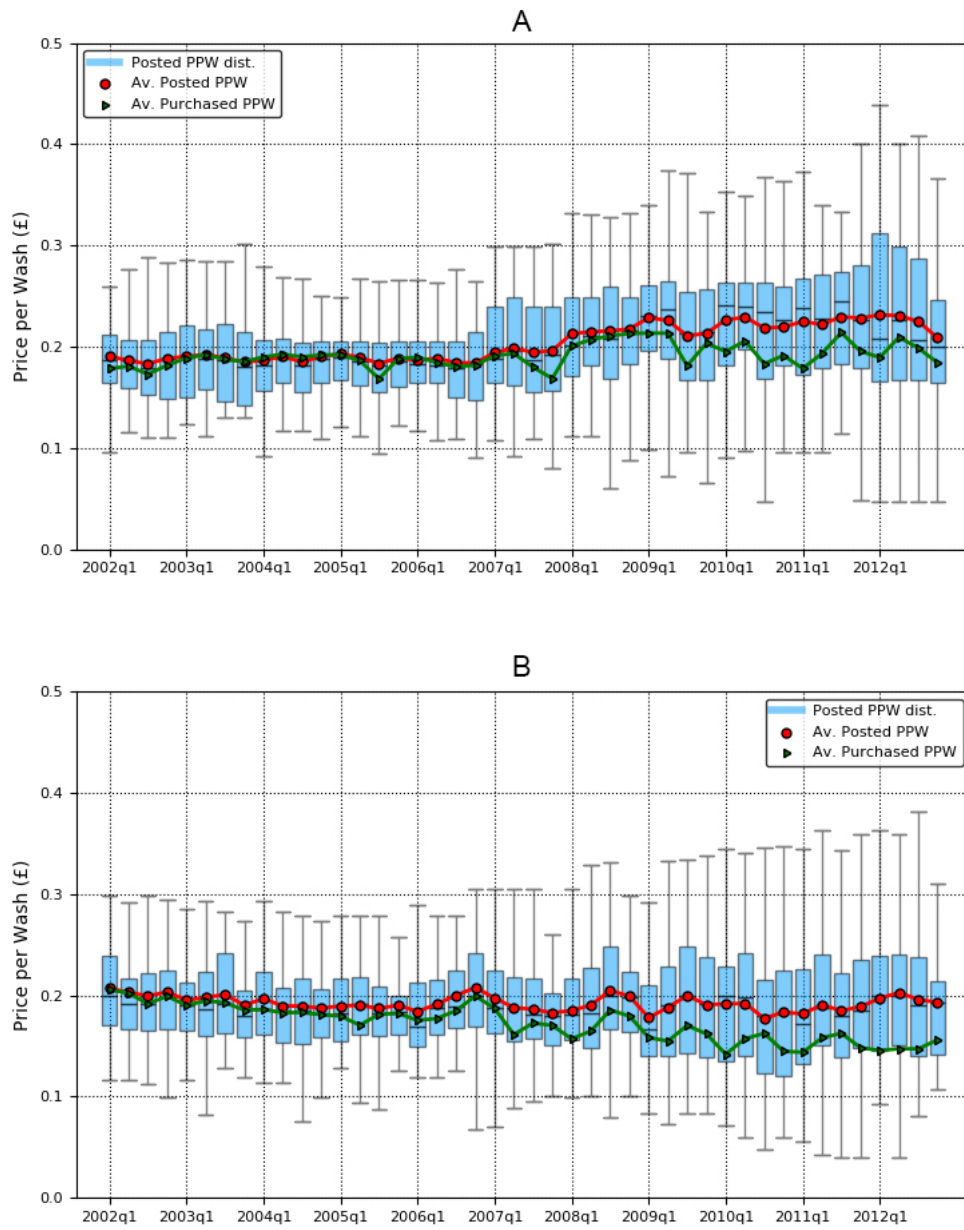 A
0.5
0.4
0.3
0.2
0.1
0.0
Price per Wash (£)
Posted PPW dist.
Av. Posted PPW
Av. Purchased PPW
2002q1 2003q1 2004q1 2005q1 2006q1 2007q1 2008q1 2009q1 2010q1 2011q1 2012q1
B
0.5
0.4
0.3
0.2
0.1
0.0
Price per Wash (£)
Posted PPW dist.
Av. Posted PPW
Av. Purchased PPW
2002q1 2003q1 2004q1 2005q1 2006q1 2007q1 2008q1 2009q1 2010q1 2011q1 2012q1